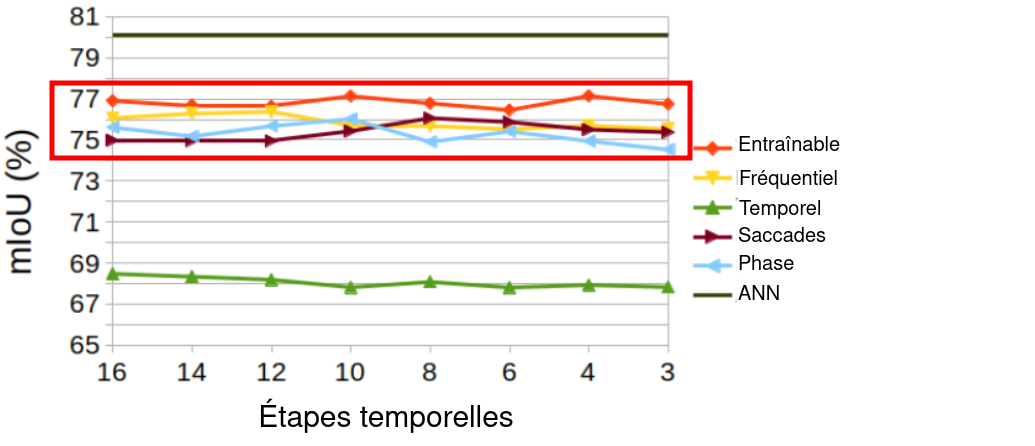 81
79
77
75
73
71
69
67
65
mIoU (%)
16 14 12 10 8 6 4 3
Étapes temporelles
Entraînable
Fréquentiel
Temporel
Saccades
Phase
ANN